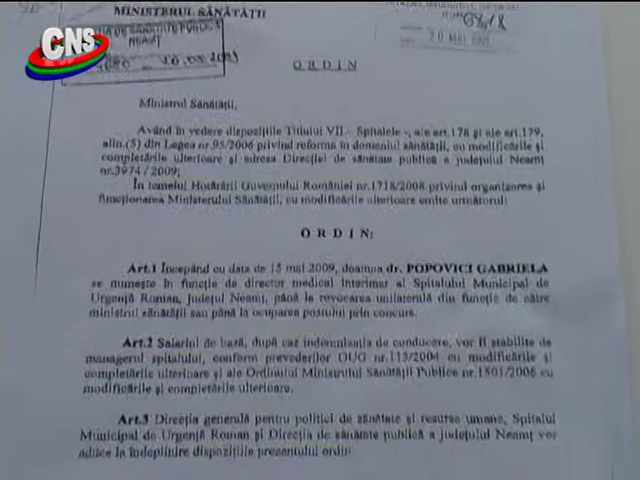 MINISTERUL SĂNĂTĂȚII
CNS
20 MAI
ORDIN
Ministrul Sănătății,
Având în vedere dispozițiile Titlului VII – Spitalele -, ale art.178 și ale art.179,
alin.(5) din Legea nr.95/2006 privind reforma în domeniul sănătății, cu modificările și
completările ulterioare și adresa Direcției de sănătate publică a județului Neamț
nr.3974 / 2009;
În temeiul Hotărârii Guvernului României nr.1718/2008 privind organizarea și
funcționarea Ministerului Sănătății, cu modificările ulterioare emite următorul:
ORDIN:
Art.1 Începând cu data de 15 mai 2009, doamna dr. POPOVICI GABRIELA
se numește în funcție de director medical interimar al Spitalului Municipal de
Urgență Roman, județul Neamț, până la revocarea unilaterală din funcție de către
ministrul sănătății sau până la ocuparea postului prin concurs.
Art.2 Salariul de bază, după caz indemnizația de conducere, vor fi stabilite de
managerul spitalului, conform prevederilor OUG nr.115/2004 cu modificările și
completările ulterioare și ale Ordinului Ministrului Sănătății Publice nr.1501/2006 cu
modificările și completările ulterioare.
Art.3 Direcția generală pentru politici de sănătate și resurse umane, Spitalul
Municipal de Urgență Roman și Direcția de sănătate publică a județului Neamț vor
aduce la îndeplinire dispozițiile prezentului ordin